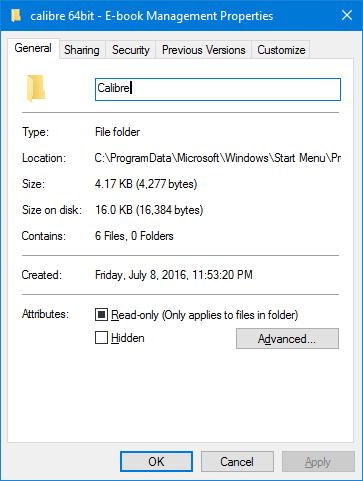 calibre 64bit - E-book Management Properties
General Sharing Security Previous Versions Customize
Calibre
Type: File folder
Location: C:\ProgramData\Microsoft\Windows\Start Menu\Pr
Size: 4.17 KB (4,277 bytes)
Size on disk: 16.0 KB (16,384 bytes)
Contains: 6 Files, 0 Folders
Created: Friday, July 8, 2016, 11:53:20 PM
Attributes: Read-only (Only applies to files in folder)
Hidden Advanced...
OK Cancel Apply